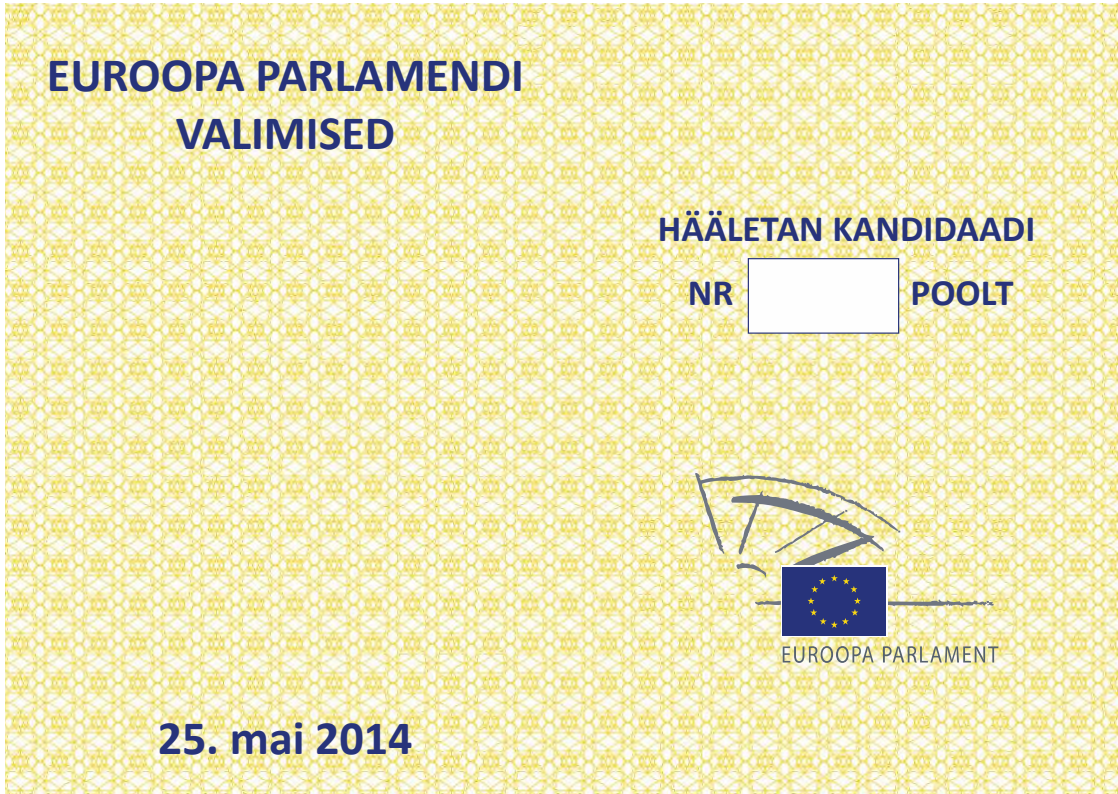 EUROOPA PARLAMENDI
VALIMISED
HÄÄLETAN KANDIDAADI
NR POOLT
EUROOPA PARLAMENT
25. mai 2014